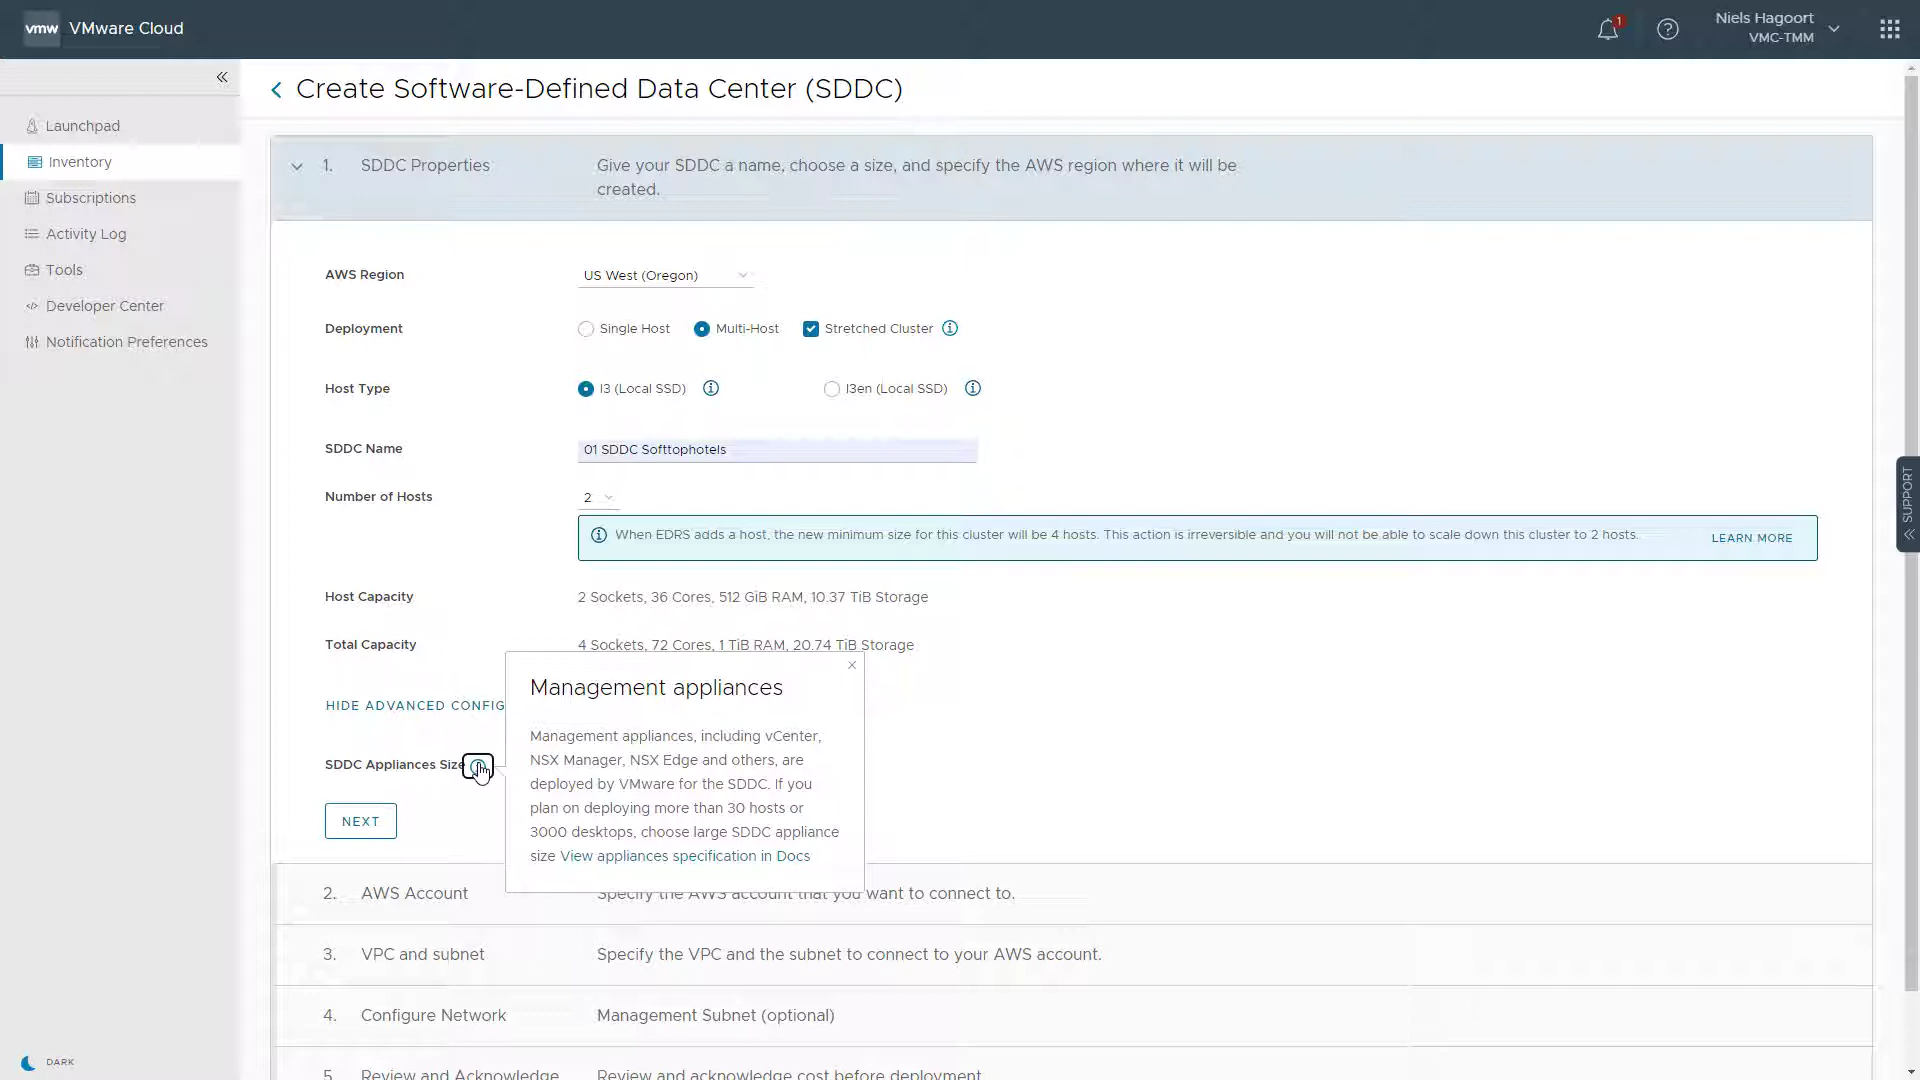 vmw VMware Cloud
1
Niels Hagoort
VMC-TMM
Launchpad
Inventory
Subscriptions
Activity Log
Tools
Developer Center
Notification Preferences
DARK
Create Software-Defined Data Center (SDDC)
1. SDDC Properties Give your SDDC a name, choose a size, and specify the AWS region where it will be
created.
AWS Region US West (Oregon)
Deployment Single Host Multi-Host Stretched Cluster
Host Type I3 (Local SSD) I3en (Local SSD)
SDDC Name 01 SDDC Softtophotels
Number of Hosts 2
When EDRS adds a host, the new minimum size for this cluster will be 4 hosts. This action is irreversible and you will not be able to scale down this cluster to 2 hosts. LEARN MORE
Host Capacity 2 Sockets, 36 Cores, 512 GiB RAM, 10.37 TiB Storage
Total Capacity 4 Sockets, 72 Cores, 1 TiB RAM, 20.74 TiB Storage
HIDE ADVANCED CONFIG
SDDC Appliances Size
NEXT
Management appliances
Management appliances, including vCenter,
NSX Manager, NSX Edge and others, are
deployed by VMware for the SDDC. If you
plan on deploying more than 30 hosts or
3000 desktops, choose large SDDC appliance
size View appliances specification in Docs
2. AWS Account Specify the AWS account that you want to connect to.
3. VPC and subnet Specify the VPC and the subnet to connect to your AWS account.
4. Configure Network Management Subnet (optional)
5. Review and Acknowledge Review and acknowledge cost before deployment
SUPPORT